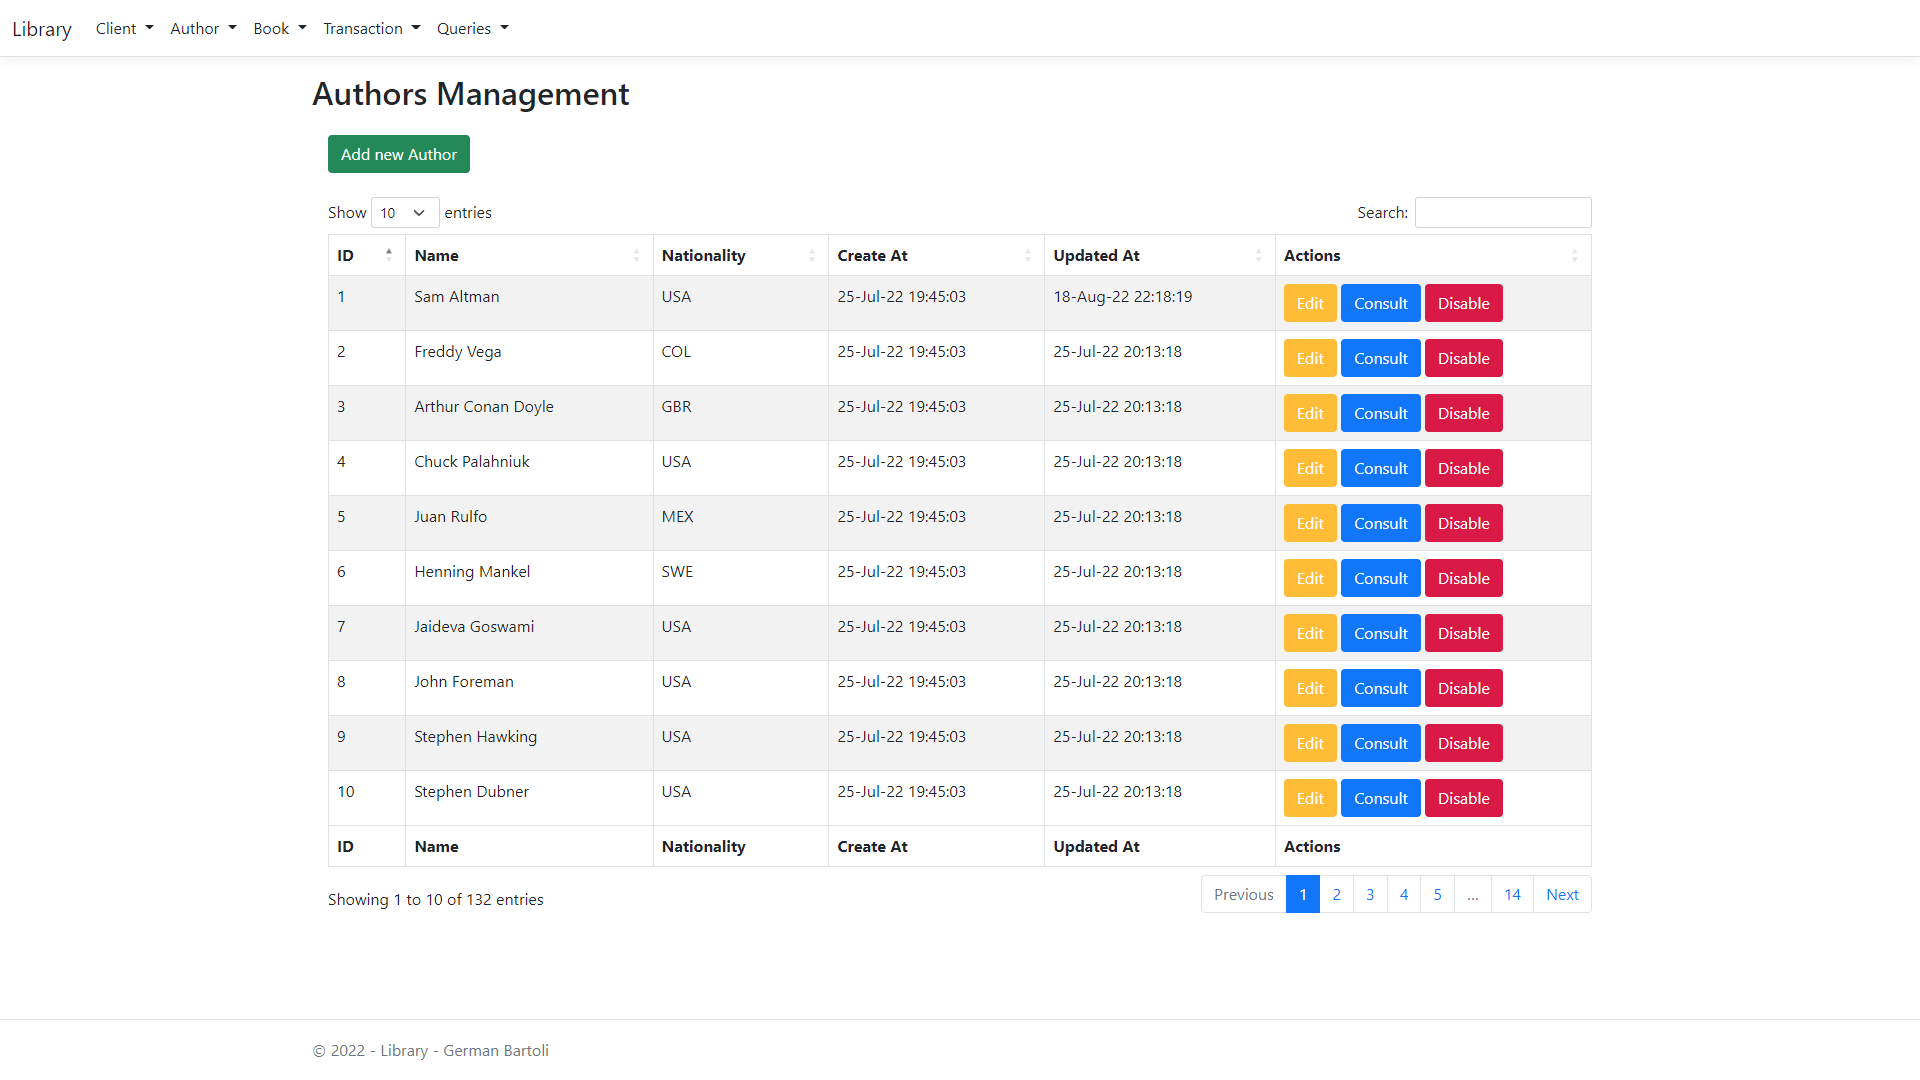 Library Client Author Book Transaction Queries
Authors Management
Add new Author
Show 10 entries Search:
ID Name Nationality Create At Updated At Actions
1 Sam Altman USA 25-Jul-22 19:45:03 18-Aug-22 22:18:19 Edit Consult Disable
2 Freddy Vega COL 25-Jul-22 19:45:03 25-Jul-22 20:13:18 Edit Consult Disable
3 Arthur Conan Doyle GBR 25-Jul-22 19:45:03 25-Jul-22 20:13:18 Edit Consult Disable
4 Chuck Palahniuk USA 25-Jul-22 19:45:03 25-Jul-22 20:13:18 Edit Consult Disable
5 Juan Rulfo MEX 25-Jul-22 19:45:03 25-Jul-22 20:13:18 Edit Consult Disable
6 Henning Mankel SWE 25-Jul-22 19:45:03 25-Jul-22 20:13:18 Edit Consult Disable
7 Jaideva Goswami USA 25-Jul-22 19:45:03 25-Jul-22 20:13:18 Edit Consult Disable
8 John Foreman USA 25-Jul-22 19:45:03 25-Jul-22 20:13:18 Edit Consult Disable
9 Stephen Hawking USA 25-Jul-22 19:45:03 25-Jul-22 20:13:18 Edit Consult Disable
10 Stephen Dubner USA 25-Jul-22 19:45:03 25-Jul-22 20:13:18 Edit Consult Disable
ID Name Nationality Create At Updated At Actions
Showing 1 to 10 of 132 entries Previous 1 2 3 4 5 ... 14 Next
© 2022 - Library - German Bartoli